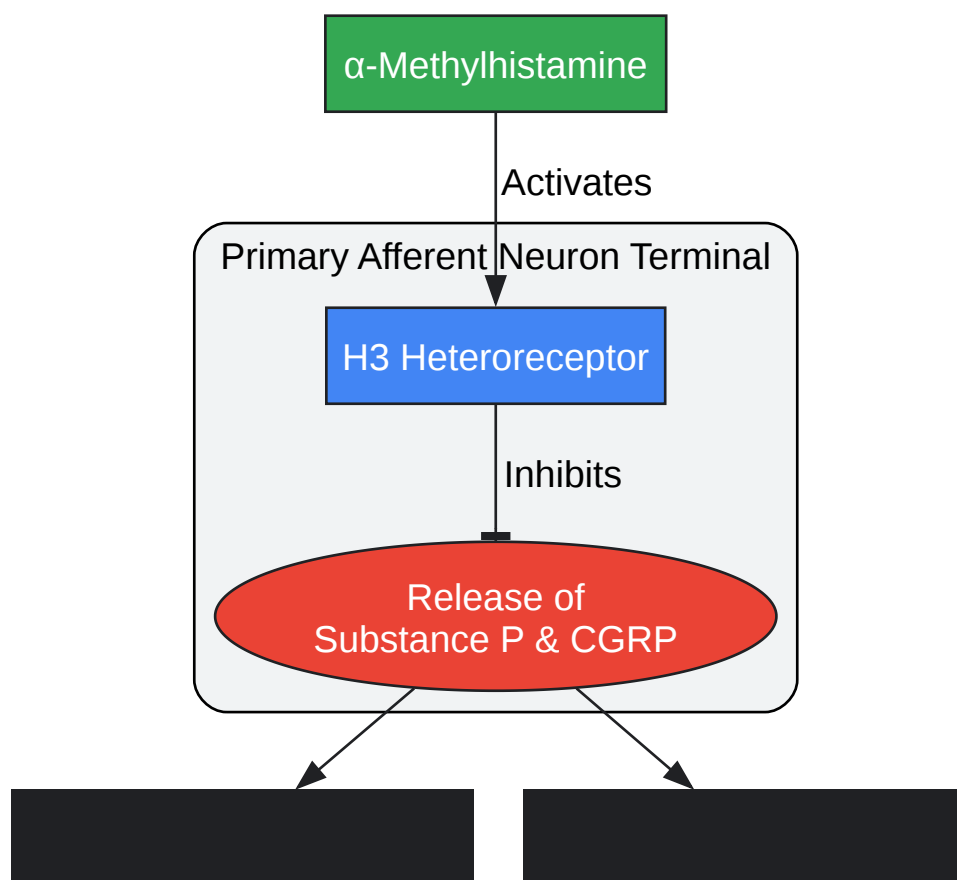 α-Methylhistamine
Activates
Primary Afferent Neuron Terminal
H3 Heteroreceptor
Inhibits
Release of
Substance P & CGRP